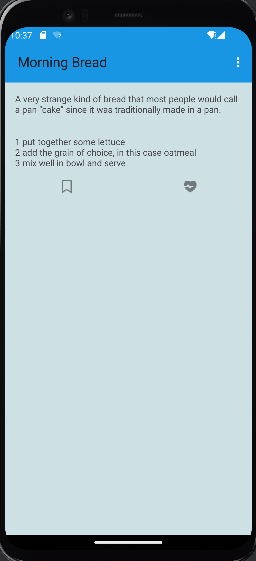 10:37
Morning Bread
A very strange kind of bread that most people would call
a pan "cake" since it was traditionally made in a pan.
1 put together some lettuce
2 add the grain of choice, in this case oatmeal
3 mix well in bowl and serve